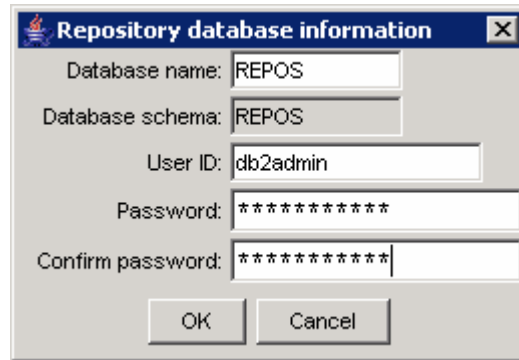 Repository database information
Database name: REPOS
Database schema: REPOS
User ID: db2admin
Password: ***********
Confirm password: ***********
OK Cancel